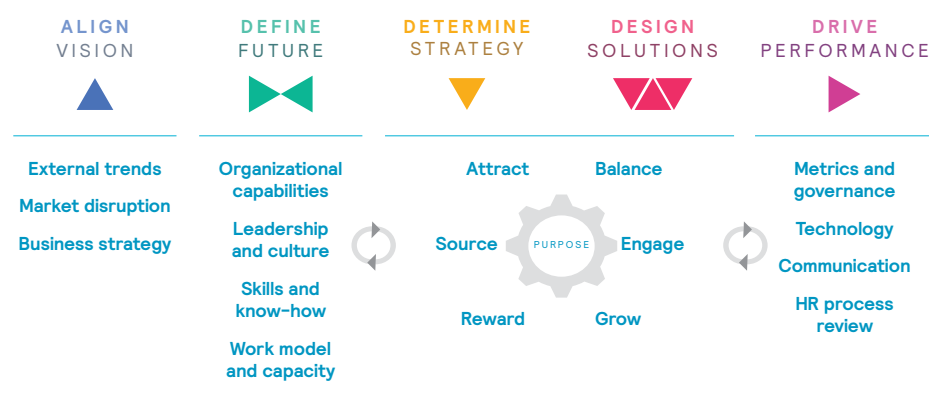 ALIGN
VISION
DEFINE
FUTURE
DETERMINE
STRATEGY
DESIGN
SOLUTIONS
DRIVE
PERFORMANCE
External trends
Market disruption
Business strategy
Organizational
capabilities
Leadership
and culture
Skills and
know-how
Work model
and capacity
Attract
Balance
Source
PURPOSE
Engage
Reward
Grow
Metrics and
governance
Technology
Communication
HR process
review